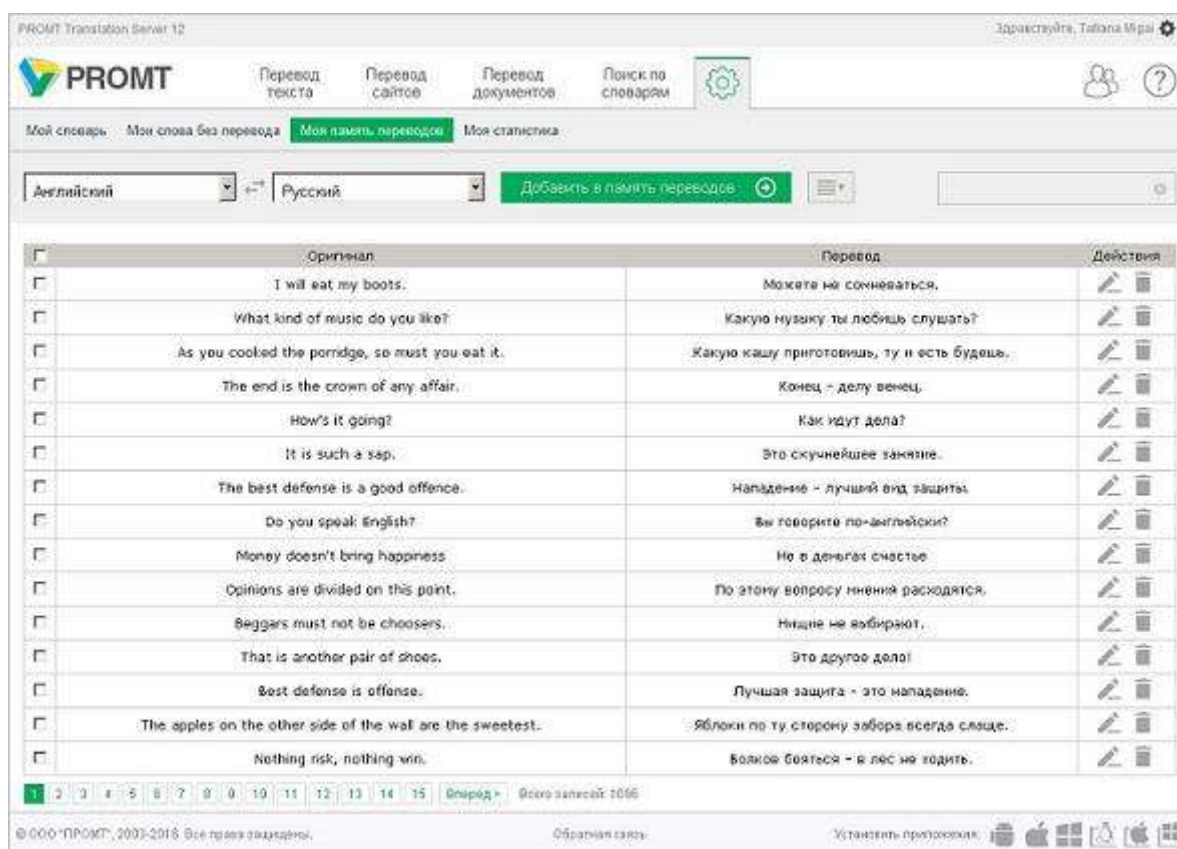 PROMT Translation Server 12 Здравствуйте, Tatiana Mipai
PROMT Перевод текста Перевод сайтов Перевод документов Поиск по словарям
Мой словарь Мои слова без перевода Моя память переводов Моя статистика
Английский Русский Добавить в память переводов
Оригинал Перевод Действия
I will eat my boots. Можете не сомневаться.
What kind of music do you like? Какую музыку ты любишь слушать?
As you cooked the porridge, so must you eat it. Какую кашу приготовишь, ту и есть будешь.
The end is the crown of any affair. Конец - делу венец.
How's it going? Как идут дела?
It is such a sap. Это скучнейшее занятие.
The best defense is a good offence. Нападение - лучший вид защиты.
Do you speak English? Вы говорите по-английски?
Money doesn't bring happiness Не в деньгах счастье
Opinions are divided on this point. По этому вопросу мнения расходятся.
Beggars must not be choosers. Нищие не выбирают.
That is another pair of shoes. Это другое дело!
Best defense is offense. Лучшая защита - это нападение.
The apples on the other side of the wall are the sweetest. Яблоки по ту сторону забора всегда слаще.
Nothing risk, nothing win. Волков бояться - в лес не ходить.
1 2 3 4 5 6 7 8 9 10 11 12 13 14 15 Вперед » Всего записей: 1095
© ООО "ПРОМТ", 2003-2016. Все права защищены. Обратная связь Установить приложения: